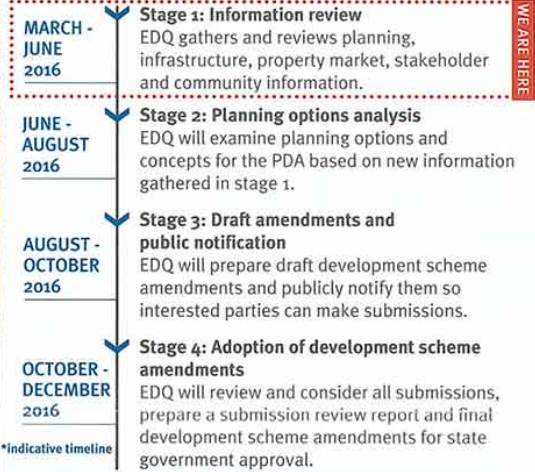 MARCH -
JUNE
2016
Stage 1: Information review
EDQ gathers and reviews planning,
infrastructure, property market, stakeholder
and community information.
WE ARE HERE
JUNE -
AUGUST
2016
Stage 2: Planning options analysis
EDQ will examine planning options and
concepts for the PDA based on new information
gathered in stage 1.
AUGUST -
OCTOBER
2016
Stage 3: Draft amendments and
public notification
EDQ will prepare draft development scheme
amendments and publicly notify them so
interested parties can make submissions.
OCTOBER -
DECEMBER
2016
Stage 4: Adoption of development scheme
amendments
EDQ will review and consider all submissions,
prepare a submission review report and final
development scheme amendments for state
government approval.
*indicative timeline